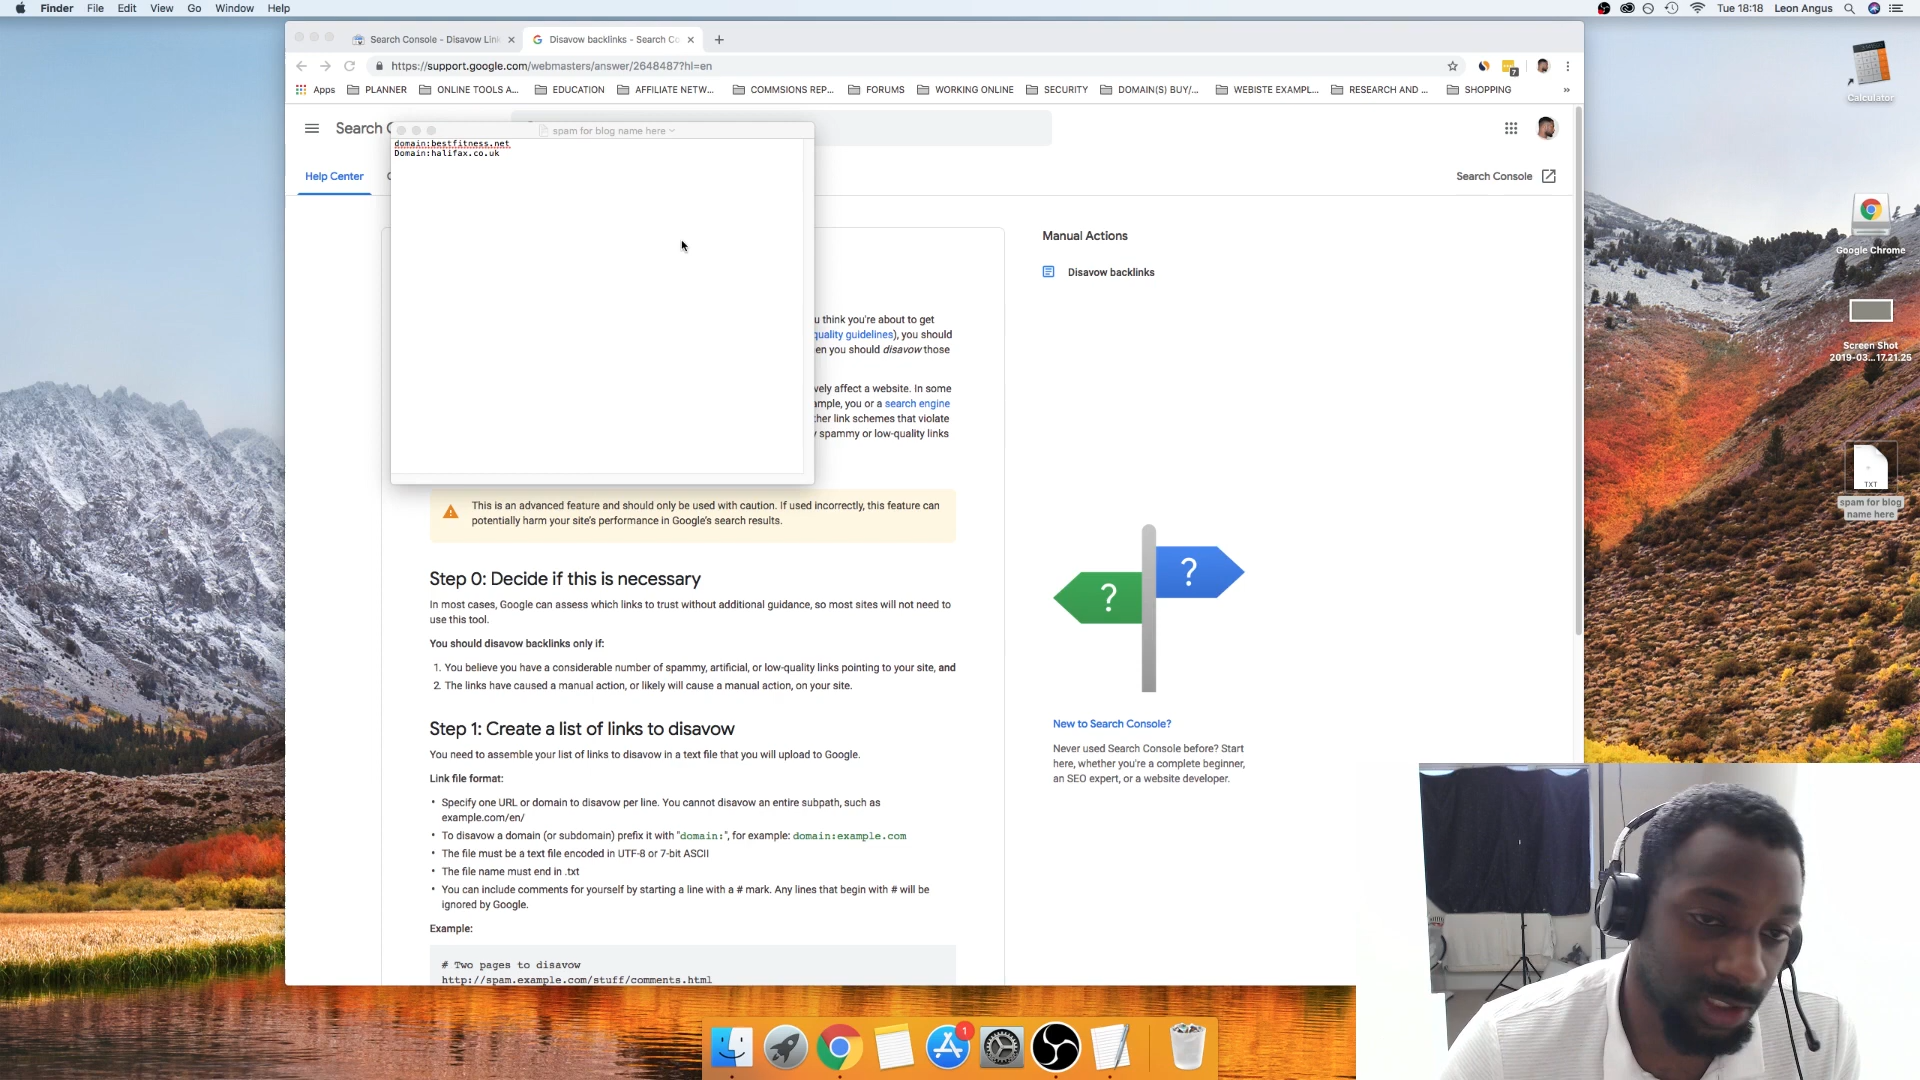 Finder File Edit View Go Window Help
Tue 18:18 Leon Angus
Search Console - Disavow Link
Disavow backlinks - Search Co
https://support.google.com/webmasters/answer/2648487?hl=en
7
Apps PLANNER ONLINE TOOLS A... EDUCATION AFFILIATE NETW... COMMSIONS REP... FORUMS WORKING ONLINE SECURITY DOMAIN(S) BUY/... WEBISTE EXAMPL... RESEARCH AND ... SHOPPING »
Search C
spam for blog name here
domain:bestfitness.net
Domain:halifax.co.uk
Help Center
Search Console
Manual Actions
Disavow backlinks
u think you're about to get
quality guidelines), you should
en you should disavow those
vely affect a website. In some
ample, you or a search engine
ther link schemes that violate
y spammy or low-quality links
This is an advanced feature and should only be used with caution. If used incorrectly, this feature can
potentially harm your site's performance in Google's search results.
Step 0: Decide if this is necessary
In most cases, Google can assess which links to trust without additional guidance, so most sites will not need to
use this tool.
You should disavow backlinks only if:
1. You believe you have a considerable number of spammy, artificial, or low-quality links pointing to your site, and
2. The links have caused a manual action, or likely will cause a manual action, on your site.
Step 1: Create a list of links to disavow
You need to assemble your list of links to disavow in a text file that you will upload to Google.
Link file format:
• Specify one URL or domain to disavow per line. You cannot disavow an entire subpath, such as
example.com/en/
• To disavow a domain (or subdomain) prefix it with "domain:", for example: domain:example.com
• The file must be a text file encoded in UTF-8 or 7-bit ASCII
• The file name must end in .txt
• You can include comments for yourself by starting a line with a # mark. Any lines that begin with # will be
ignored by Google.
Example:
# Two pages to disavow
http://spam.example.com/stuff/comments.html
? ?
New to Search Console?
Never used Search Console before? Start
here, whether you're a complete beginner,
an SEO expert, or a website developer.
Calculator
Google Chrome
Screen Shot
2019-03...17.21.25
TXT
spam for blog
name here
1